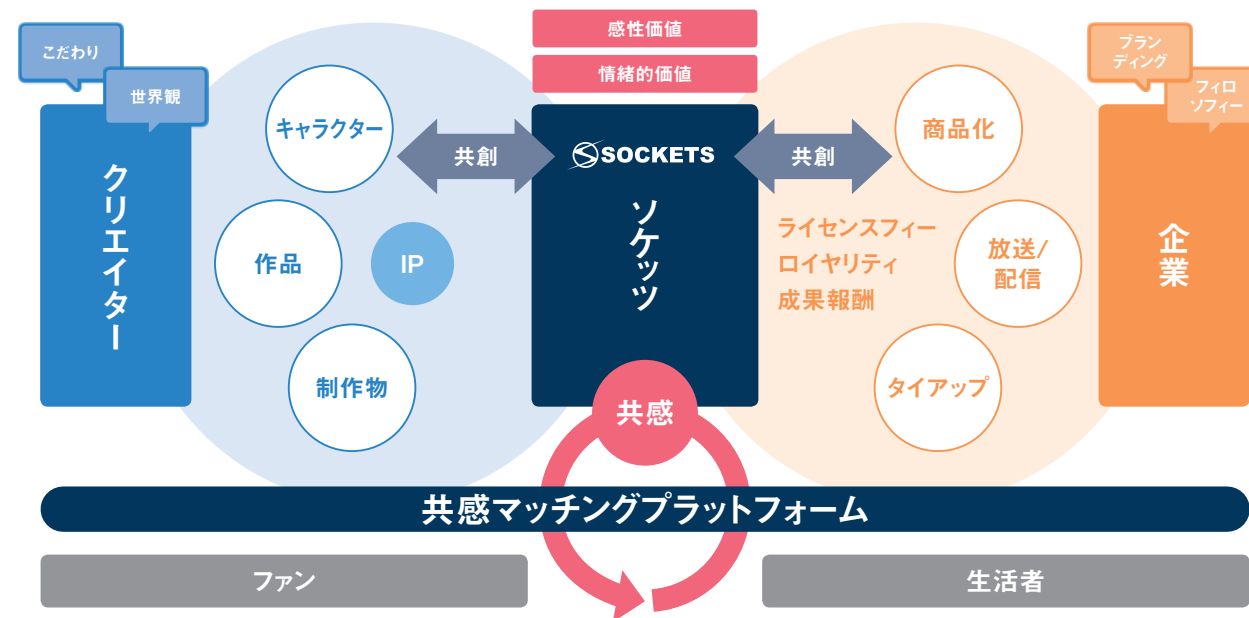 感性価値
情緒的価値
こだわり
世界観
クリエイター
キャラクター
作品
IP
制作物
共創
SOCKETS
ソケッツ
共創
ライセンスフィー
ロイヤリティ
成果報酬
商品化
放送/
配信
タイアップ
ブラン
ディング
フィロ
ソフィー
企業
共感
共感マッチングプラットフォーム
ファン
生活者